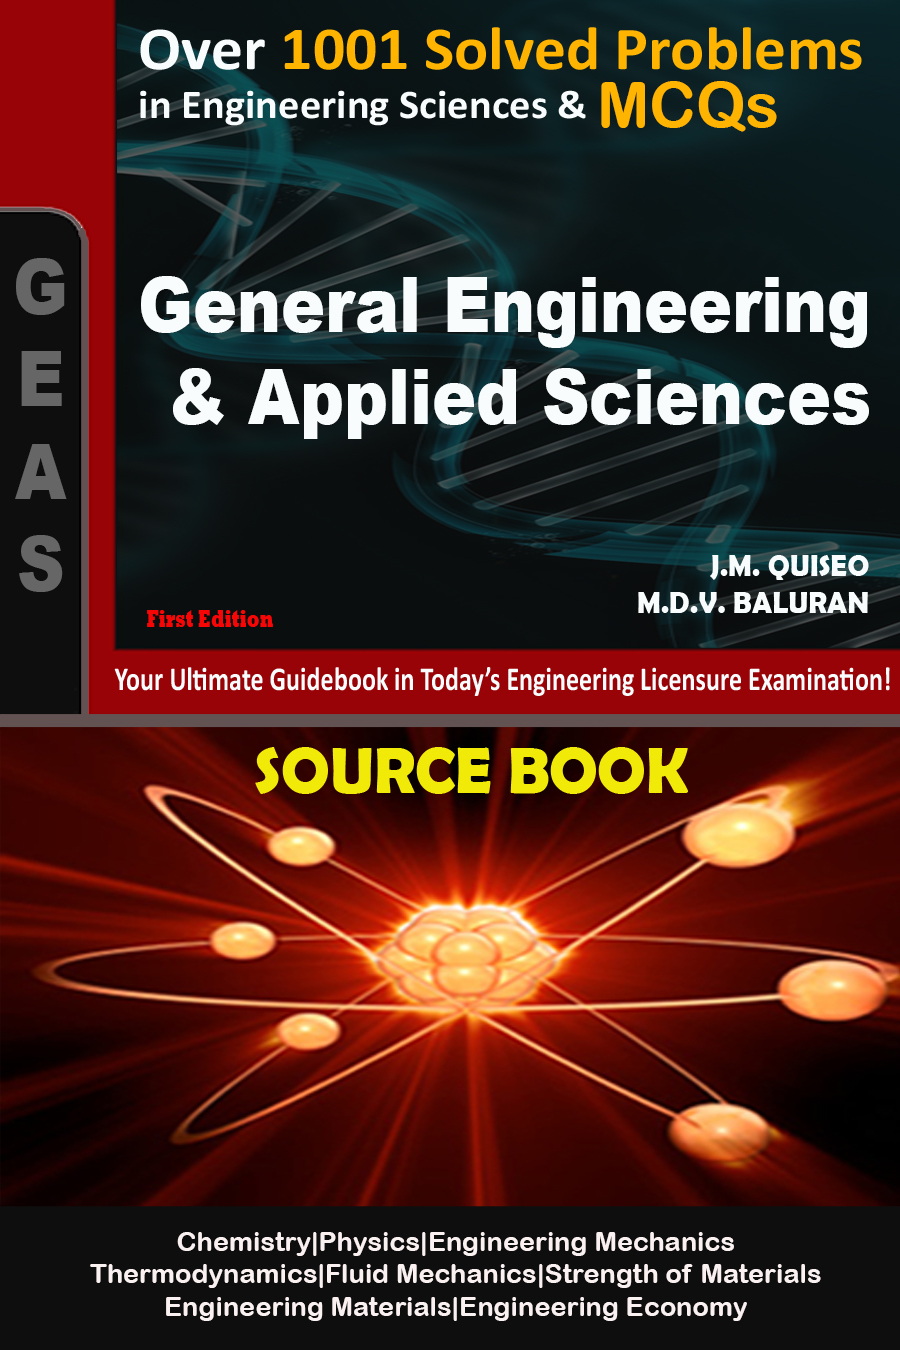 Over 1001 Solved Problems
in Engineering Sciences & MCQs
GEAS
General Engineering
& Applied Sciences
J.M. QUISEO
M.D.V. BALURAN
First Edition
Your Ultimate Guidebook in Today's Engineering Licensure Examination!
SOURCE BOOK
Chemistry|Physics|Engineering Mechanics
Thermodynamics|Fluid Mechanics|Strength of Materials
Engineering Materials|Engineering Economy